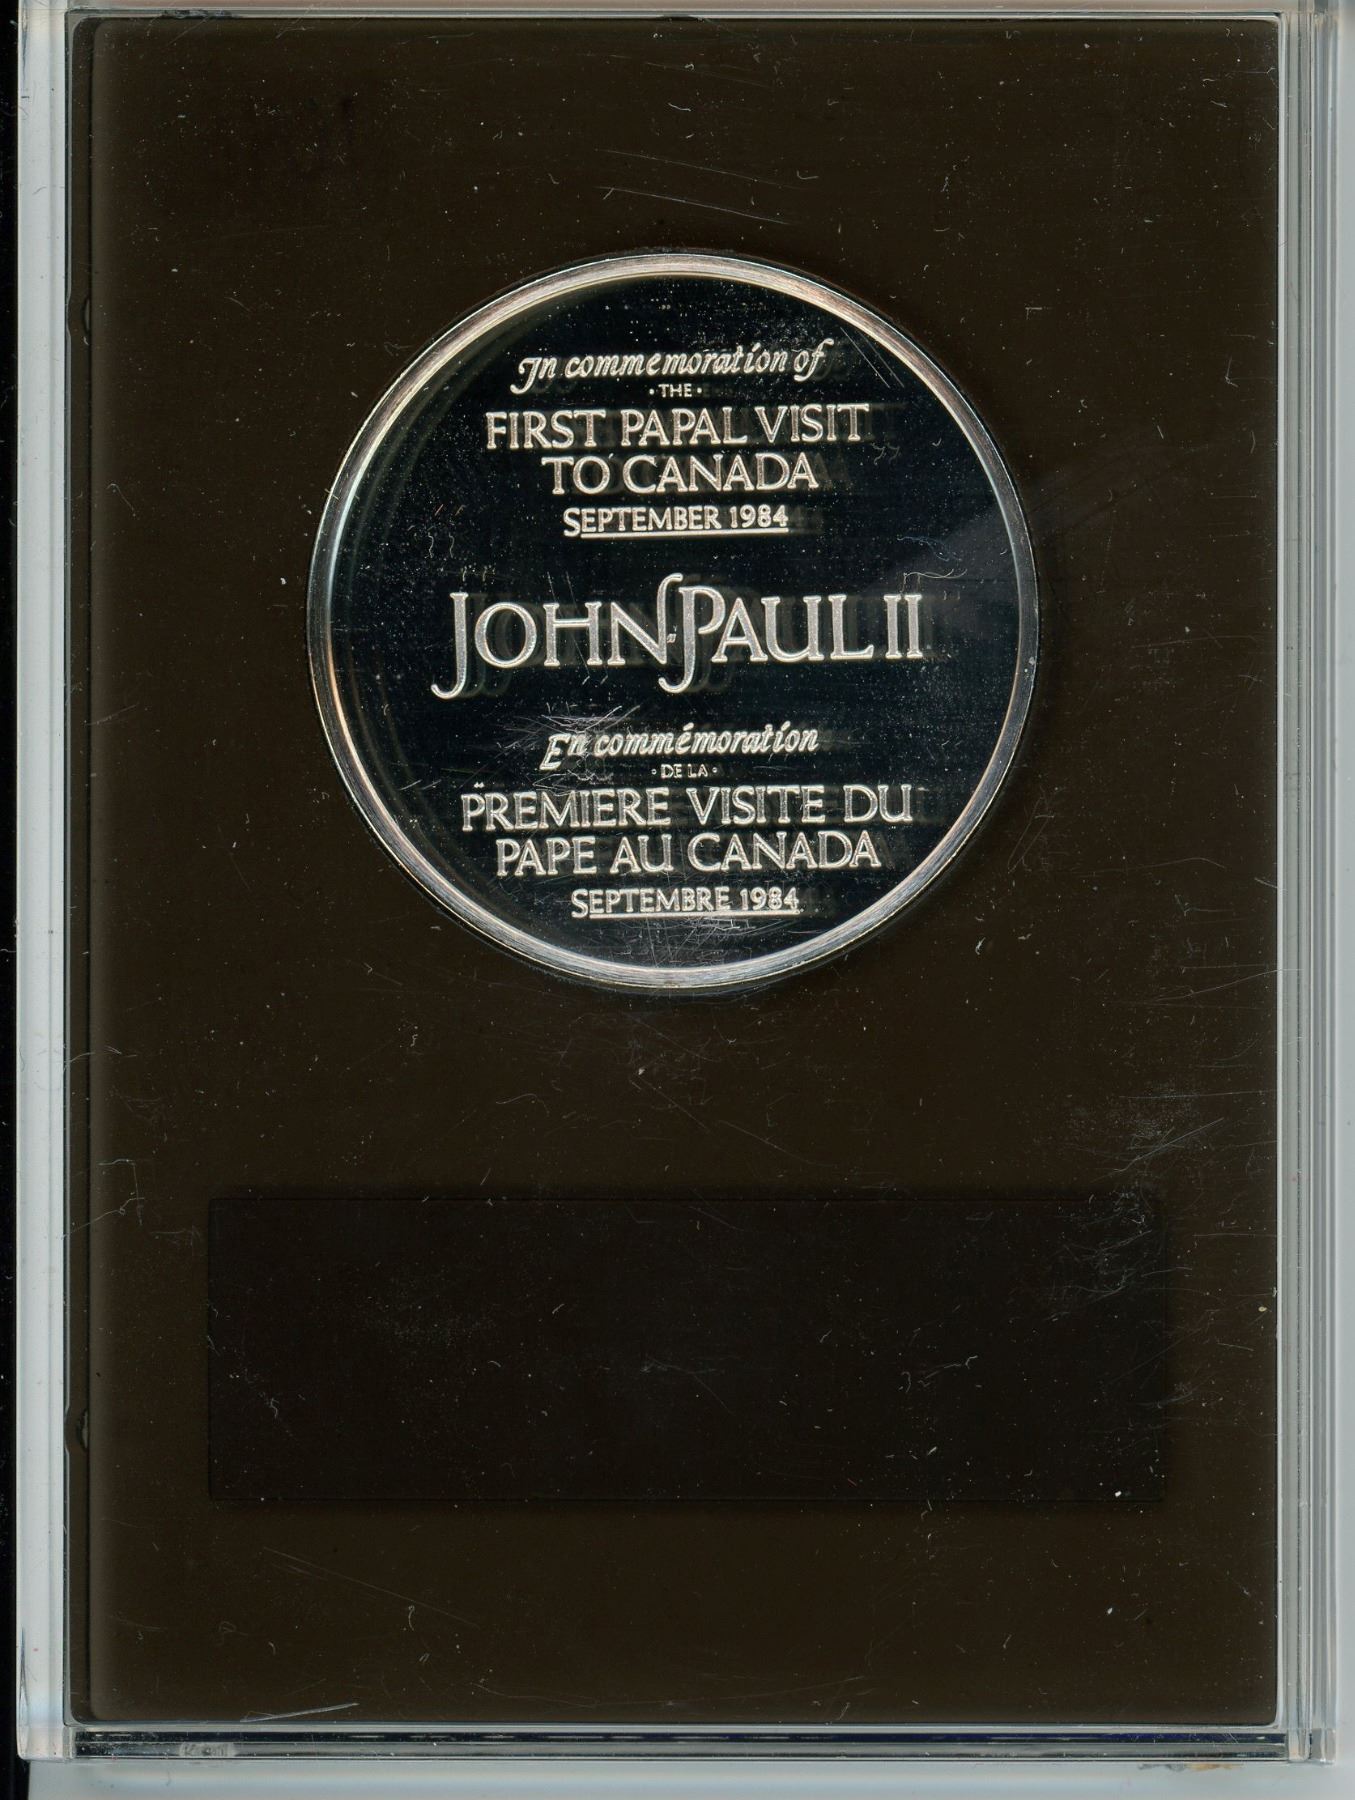 In commemoration of
· THE ·
FIRST PAPAL VISIT
TO CANADA
SEPTEMBER 1984
JOHN PAUL II
En commémoration
· DE LA ·
PREMIERE VISITE DU
PAPE AU CANADA
SEPTEMBRE 1984